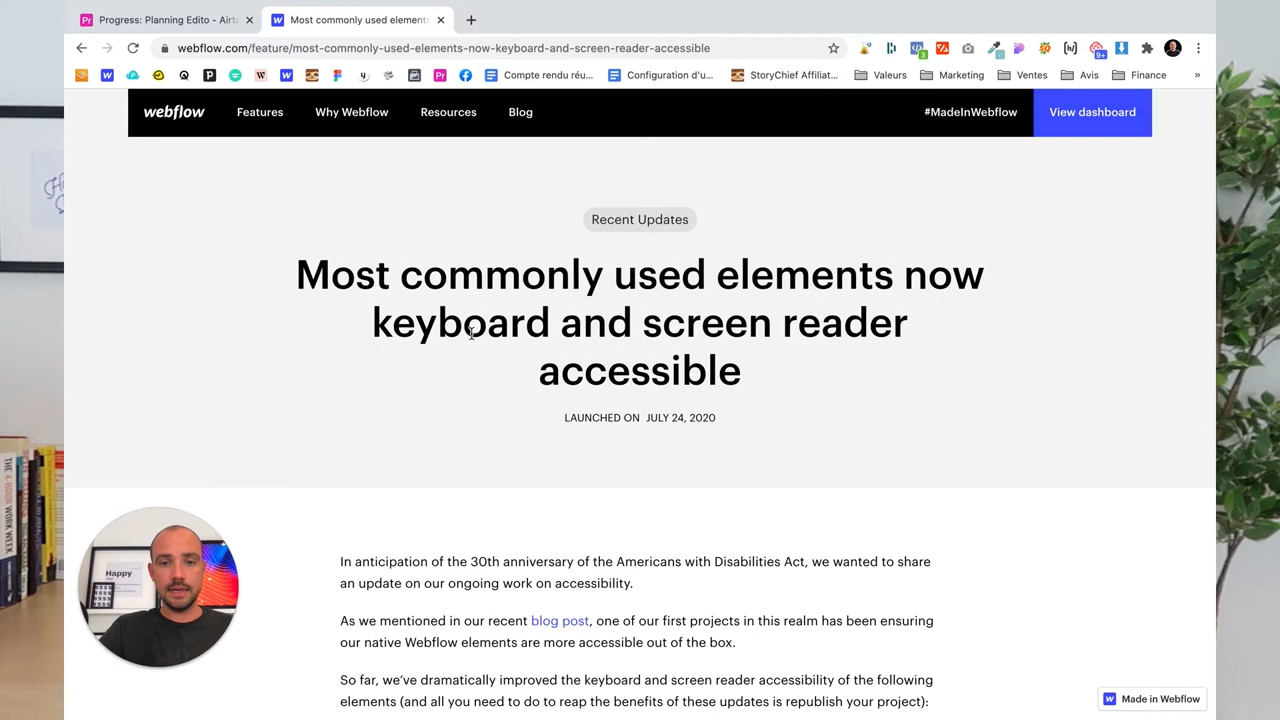 Progress: Planning Edito - Airta
Most commonly used elements
webflow.com/feature/most-commonly-used-elements-now-keyboard-and-screen-reader-accessible
Compte rendu réu...
Configuration d'u...
StoryChief Affiliat...
Valeurs
Marketing
Ventes
Avis
Finance
»
webflow
Features
Why Webflow
Resources
Blog
#MadeInWebflow
View dashboard
Recent Updates
Most commonly used elements now
keyboard and screen reader
accessible
LAUNCHED ON JULY 24, 2020
In anticipation of the 30th anniversary of the Americans with Disabilities Act, we wanted to share
an update on our ongoing work on accessibility.
As we mentioned in our recent blog post, one of our first projects in this realm has been ensuring
our native Webflow elements are more accessible out of the box.
So far, we've dramatically improved the keyboard and screen reader accessibility of the following
elements (and all you need to do to reap the benefits of these updates is republish your project):
Made in Webflow
Happy
THE 4-HOUR WORK WEEK